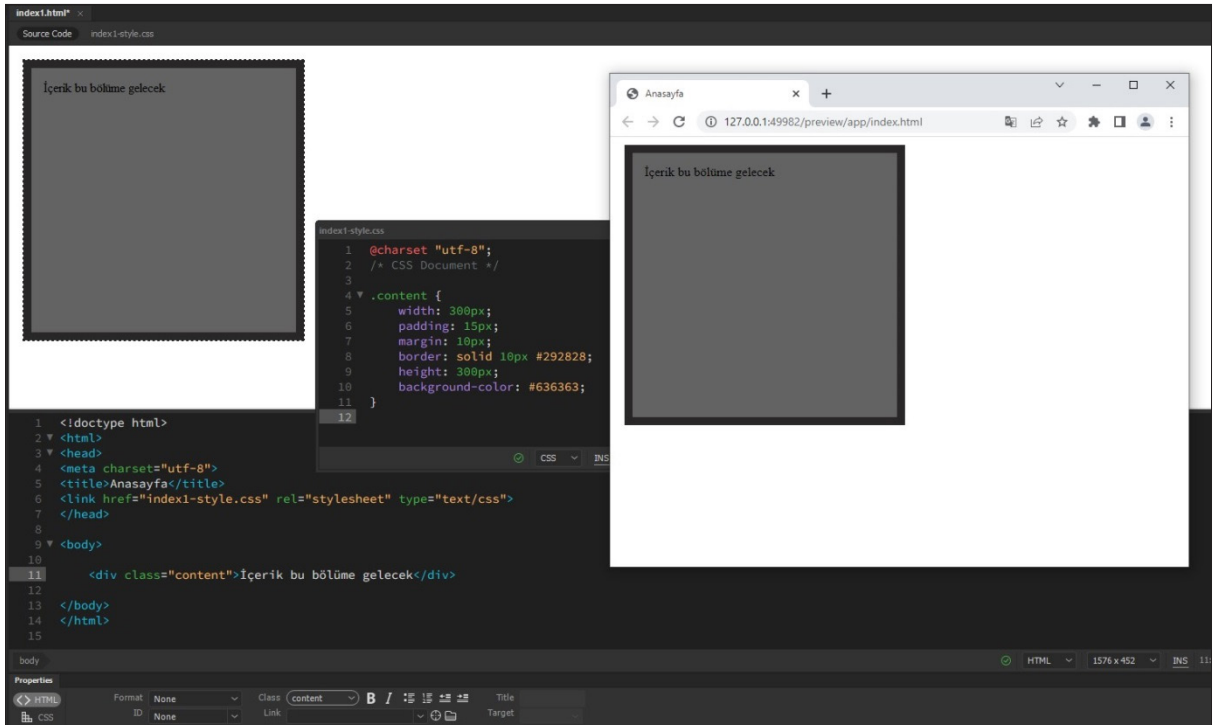 index1.html* ×
Source Code index1-style.css
İçerik bu bölüme gelecek
Anasayfa × +
127.0.0.1:49982/preview/app/index.html
İçerik bu bölüme gelecek
index1-style.css
1 @charset "utf-8";
2 /* CSS Document */
3
4 .content {
5 width: 300px;
6 padding: 15px;
7 margin: 10px;
8 border: solid 10px #292828;
9 height: 300px;
10 background-color: #636363;
11 }
12
CSS INS
1 <!doctype html>
2 <html>
3 <head>
4 <meta charset="utf-8">
5 <title>Anasayfa</title>
6 <link href="index1-style.css" rel="stylesheet" type="text/css">
7 </head>
8
9 <body>
10
11 <div class="content">İçerik bu bölüme gelecek</div>
12
13 </body>
14 </html>
15
body HTML 1576 x 452 INS 11:
Properties
<> HTML Format None Class content B I Title
CSS ID None Link Target